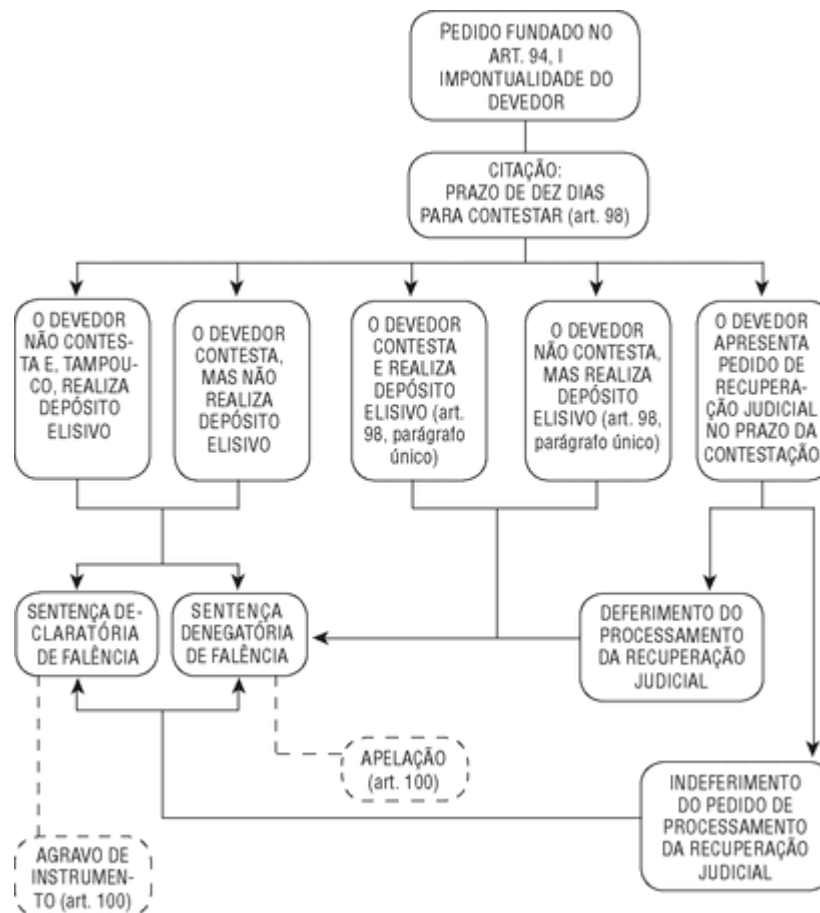 PEDIDO FUNDADO NO
ART. 94, I
IMPONTUALIDADE DO
DEVEDOR
CITAÇÃO:
PRAZO DE DEZ DIAS
PARA CONTESTAR (art. 98)
O DEVEDOR
NÃO CONTES-
TA E, TAMPOU-
CO, REALIZA
DEPÓSITO
ELISIVO
O DEVEDOR
CONTESTA,
MAS NÃO
REALIZA
DEPÓSITO
ELISIVO
O DEVEDOR
CONTESTA
E REALIZA
DEPÓSITO
ELISIVO (art.
98, parágrafo
único)
O DEVEDOR
NÃO CONTESTA,
MAS REALIZA
DEPÓSITO
ELISIVO (art. 98,
parágrafo único)
O DEVEDOR
APRESENTA
PEDIDO DE
RECUPERA-
ÇÃO JUDICIAL
NO PRAZO DA
CONTESTAÇÃO
SENTENÇA DE-
CLARATÓRIA
DE FALÊNCIA
SENTENÇA
DENEGATÓRIA
DE FALÊNCIA
DEFERIMENTO DO
PROCESSAMENTO
DA RECUPERAÇÃO
JUDICIAL
APELAÇÃO
(art. 100)
INDEFERIMENTO
DO PEDIDO DE
PROCESSAMENTO
DA RECUPERAÇÃO
JUDICIAL
AGRAVO DE
INSTRUMEN-
TO (art. 100)